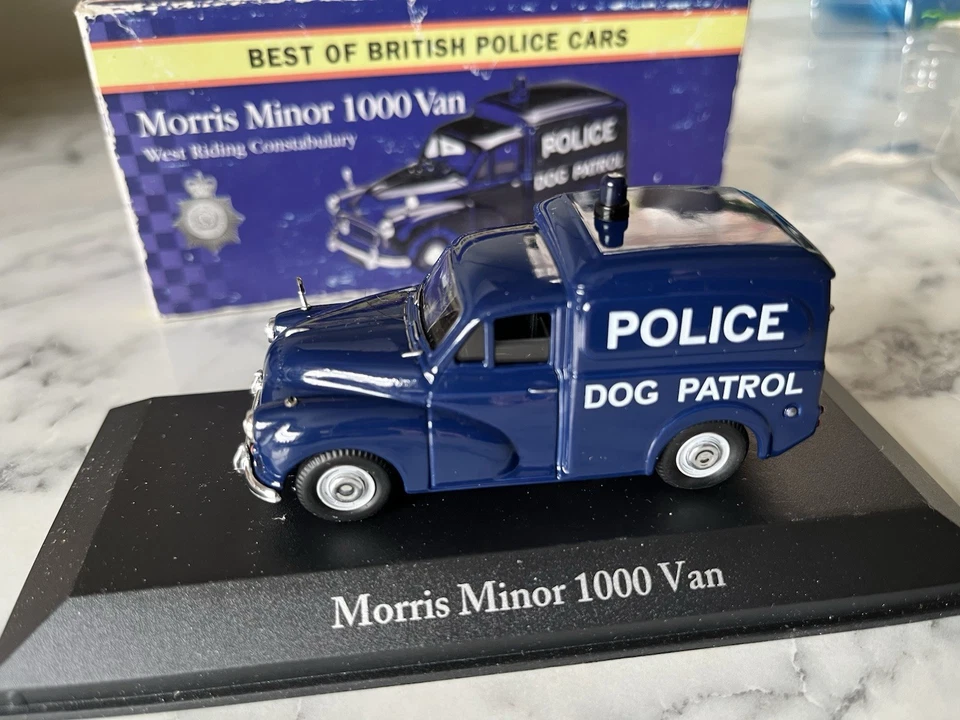 BEST OF BRITISH POLICE CARS
Morris Minor 1000 Van
West Riding Constabulary
POLICE
DOG PATROL
POLICE
DOG PATROL
Morris Minor 1000 Van